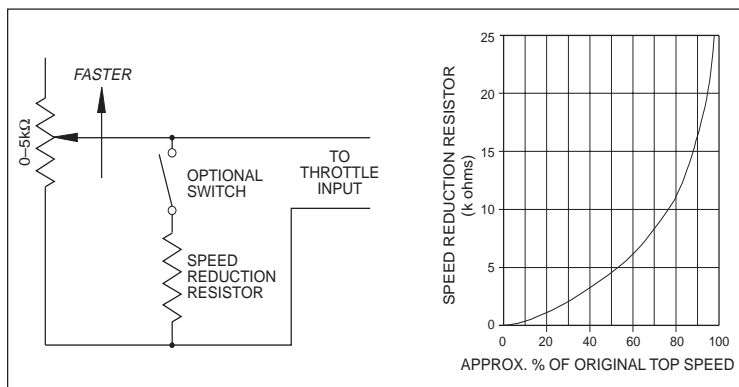 FASTER
0–5kΩ
OPTIONAL
SWITCH
TO
THROTTLE
INPUT
SPEED
REDUCTION
RESISTOR
SPEED REDUCTION RESISTOR
(k ohms)
25
20
15
10
5
0
0 20 40 60 80 100
APPROX. % OF ORIGINAL TOP SPEED